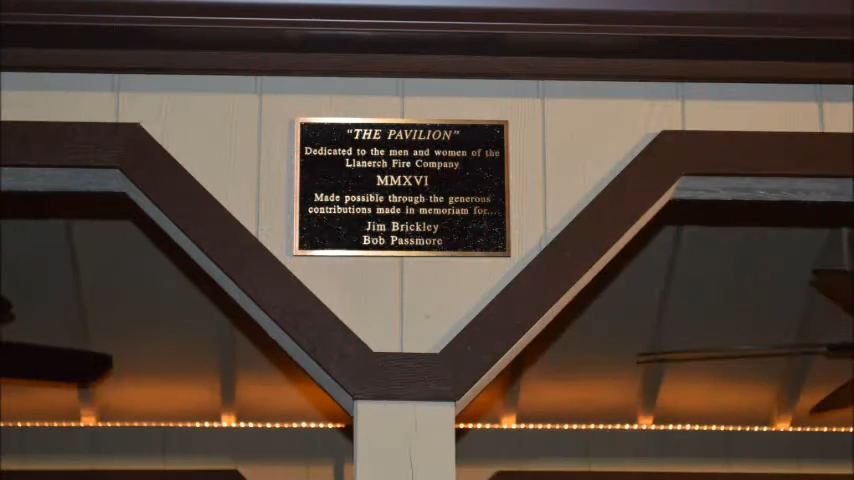 "THE PAVILION"
Dedicated to the men and women of the
Llanerch Fire Company
MMXVI
Made possible through the generous
contributions made in memoriam for...
Jim Brickley
Bob Passmore